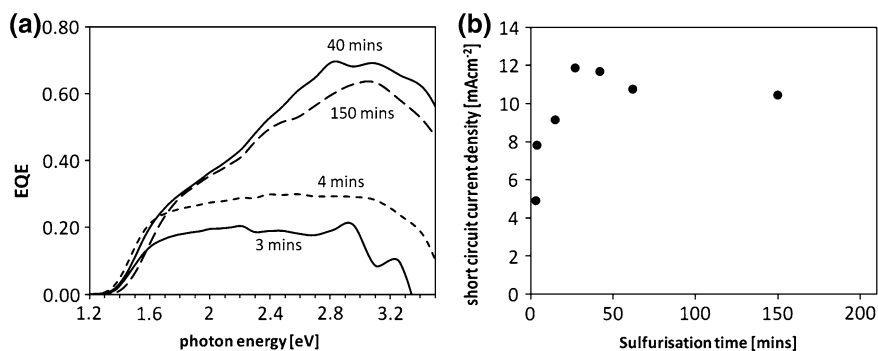 (a)
0.80
0.60
0.40
0.20
0.00
EQE
40 mins
150 mins
4 mins
3 mins
1.2 1.6 2 2.4 2.8 3.2
photon energy [eV]
(b)
14
12
10
8
6
4
2
0
short circuit current density [mAcm-2]
0 50 100 150 200
Sulfurisation time [mins]